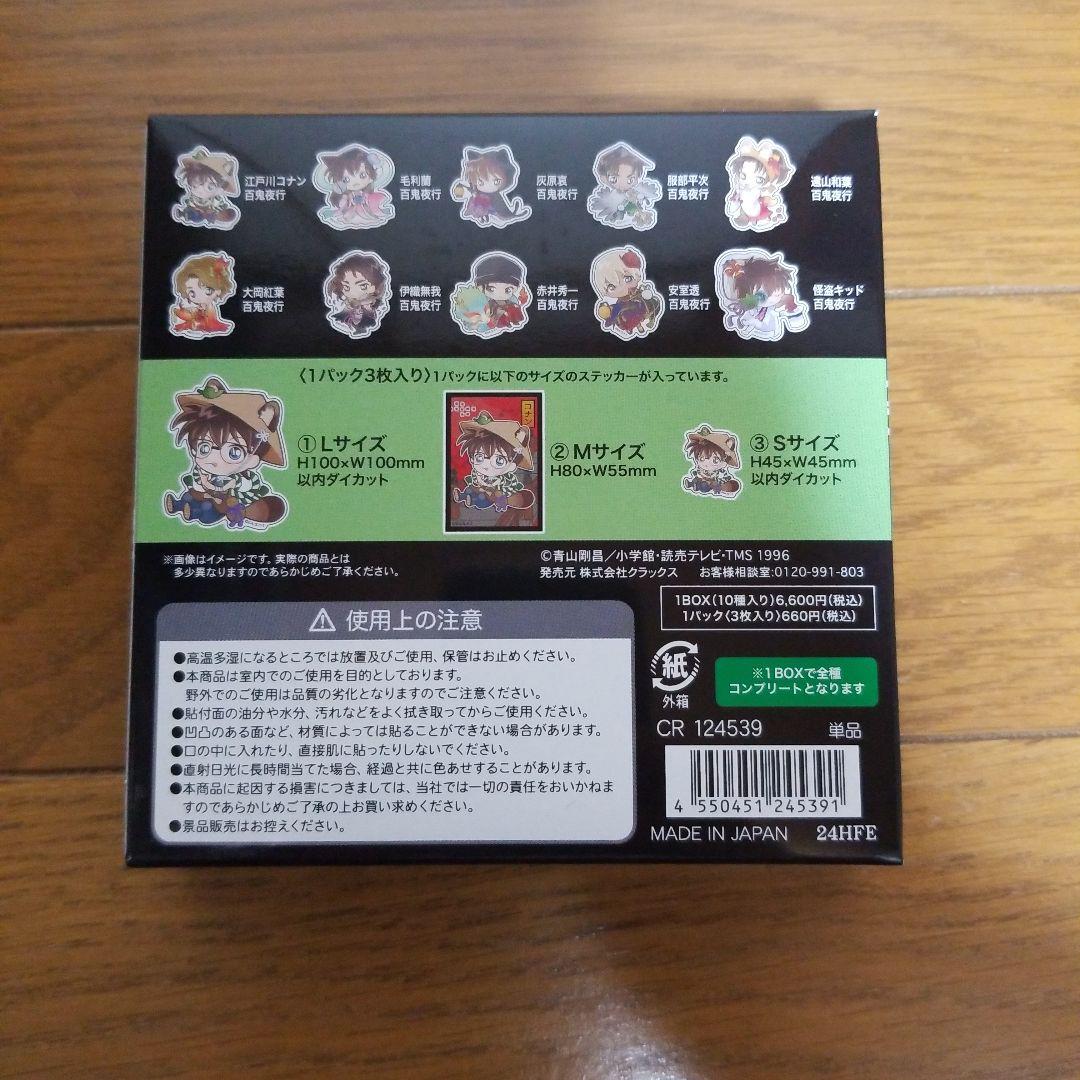 江戸川コナン
百鬼夜行
毛利蘭
百鬼夜行
灰原哀
百鬼夜行
服部平次
百鬼夜行
遠山和葉
百鬼夜行
大岡紅葉
百鬼夜行
伊織無我
百鬼夜行
赤井秀一
百鬼夜行
安室透
百鬼夜行
怪盗キッド
百鬼夜行
〈1パック3枚入り〉1パックに以下のサイズのステッカーが入っています。
①Lサイズ
H100×W100mm
以内ダイカット
コナン
②Mサイズ
H80×W55mm
③Sサイズ
H45×W45mm
以内ダイカット
※画像はイメージです。実際の商品とは
多少異なりますのであらかじめご了承ください。
©青山剛昌/小学館・読売テレビ・TMS 1996
発売元 株式会社クラックス お客様相談室:0120-991-803
1BOX(10種入り)6,600円(税込)
1パック〈3枚入り〉660円(税込)
⚠ 使用上の注意
●高温多湿になるところでは放置及びご使用、保管はお止めください。
●本商品は室内でのご使用を目的としております。
野外でのご使用は品質の劣化となりますのでご注意ください。
●貼付面の油分や水分、汚れなどをよく拭き取ってからご使用ください。
●凹凸のある面など、材質によっては貼ることができない場合があります。
●口の中に入れたり、直接肌に貼ったりしないでください。
●直射日光に長時間当てた場合、経過と共に色あせすることがあります。
●本商品に起因する損害につきましては、当社では一切の責任をおいかねま
すのであらかじめご了承の上お買い求めください。
●景品販売はお控えください。
紙
外箱
※1BOXで全種
コンプリートとなります
CR 124539 単品
4 550451 245391
MADE IN JAPAN 24HFE